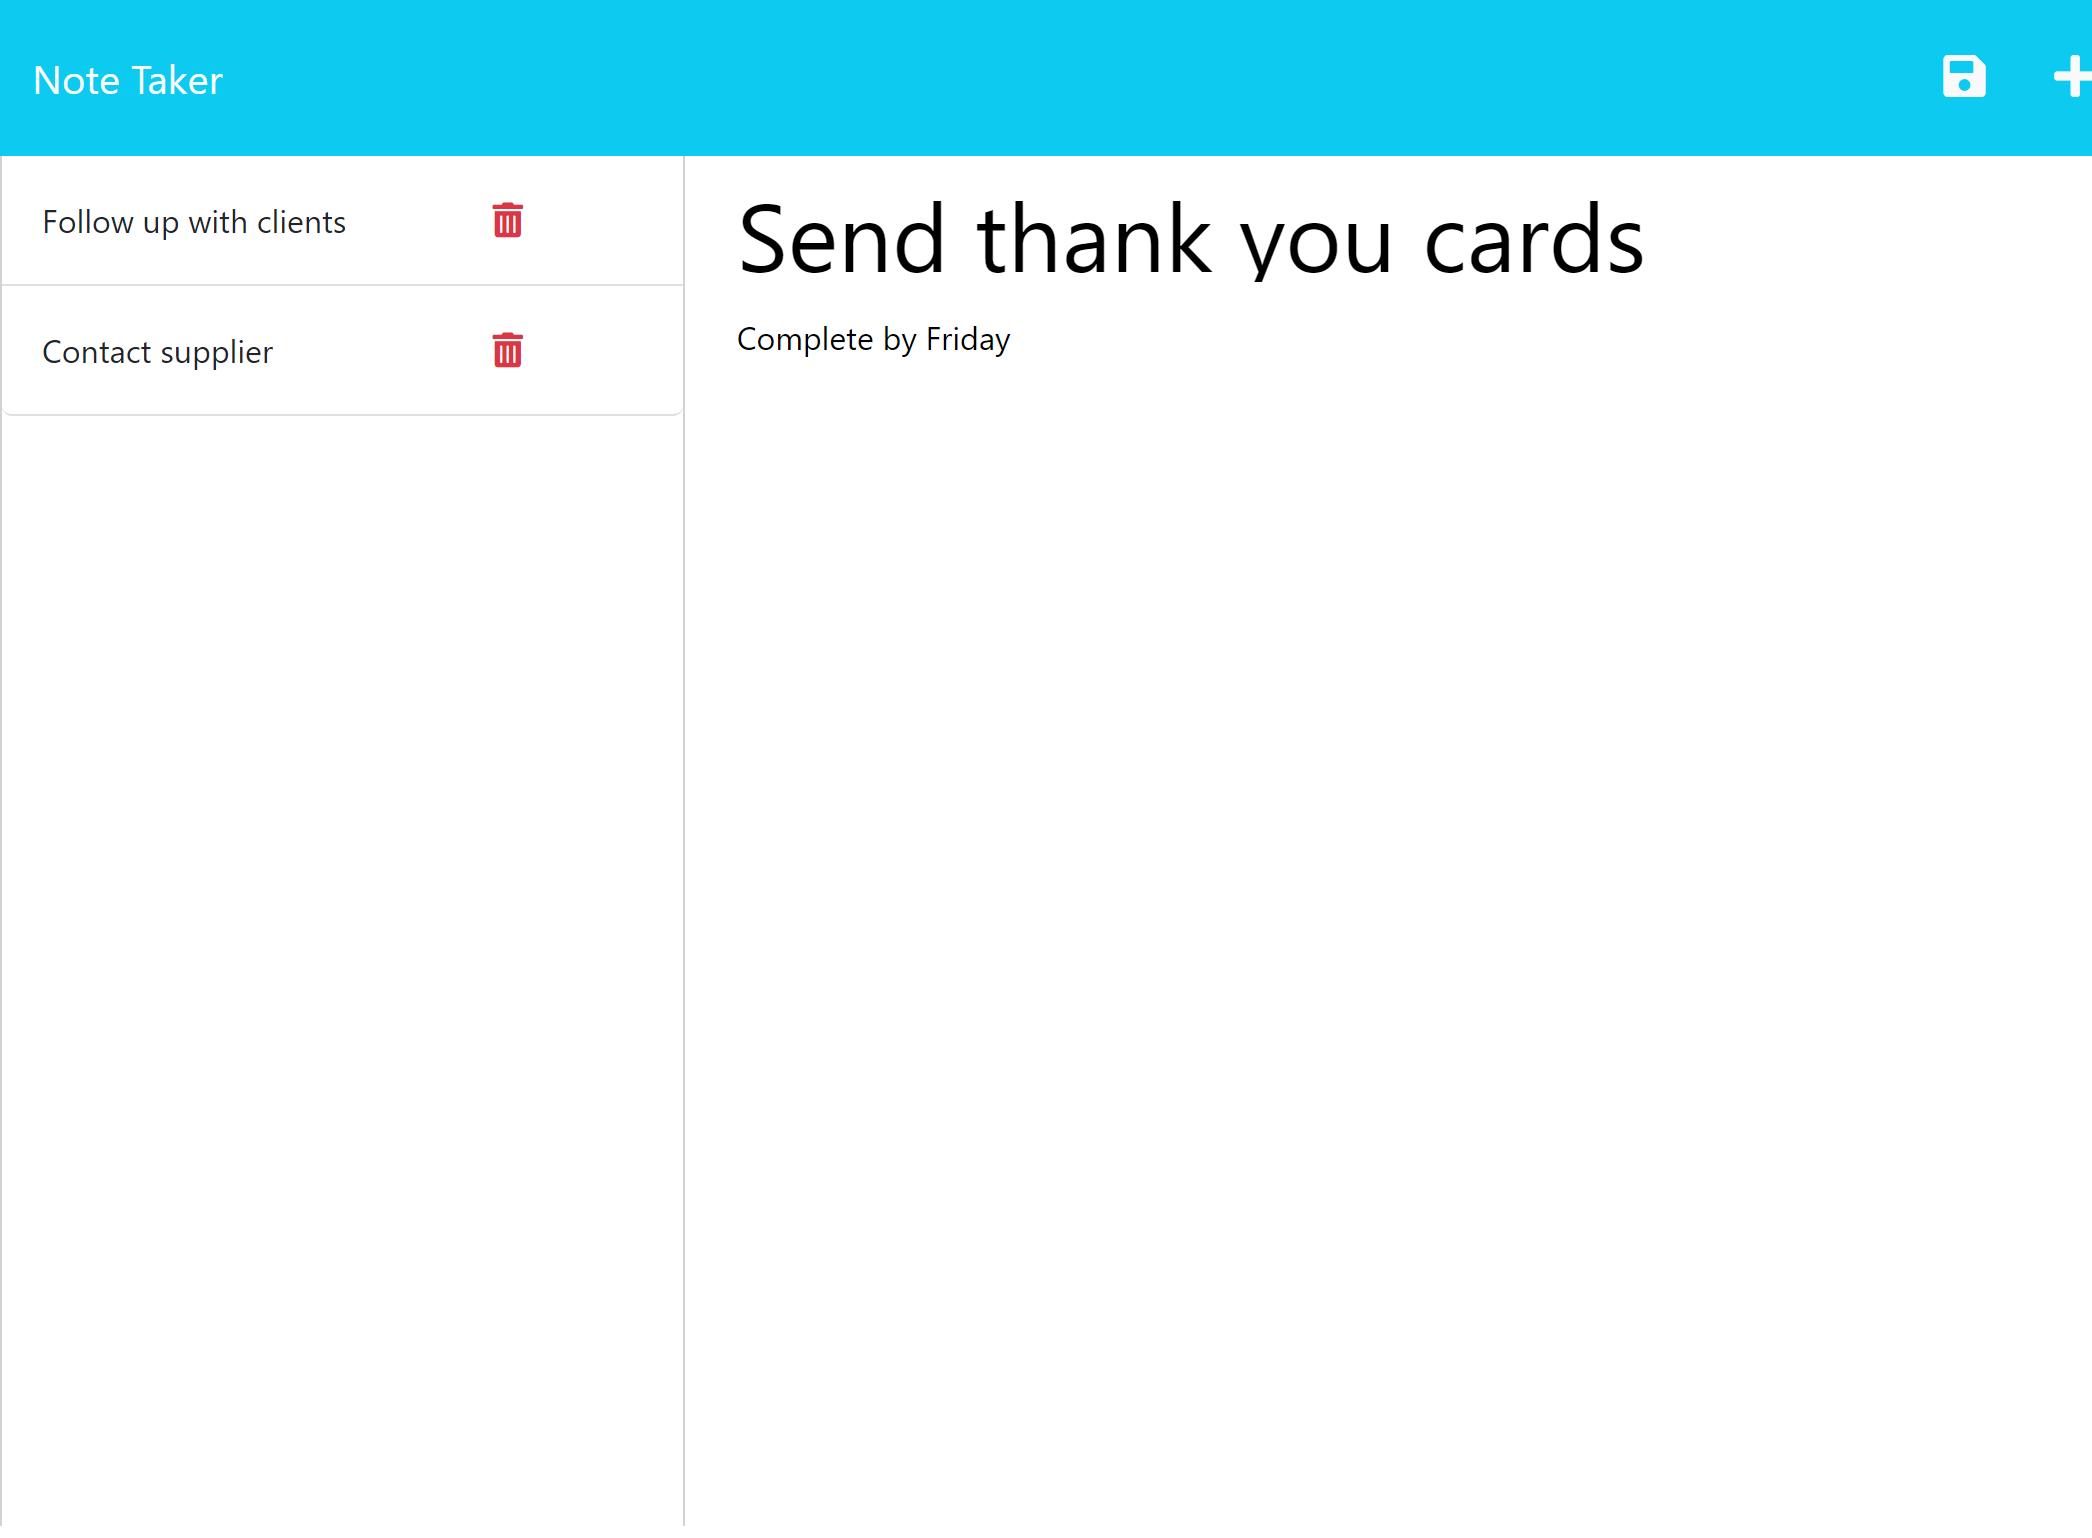 Note Taker
Follow up with clients
Contact supplier
Send thank you cards
Complete by Friday